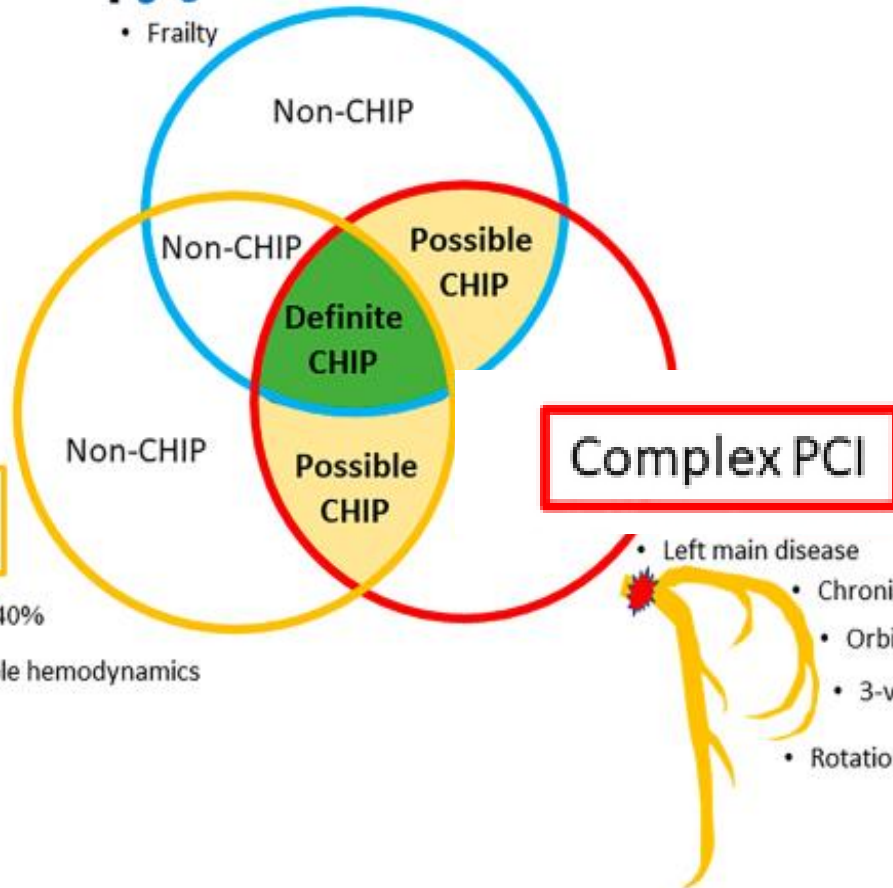 • Frailty
Non-CHIP
Non-CHIP
Possible
CHIP
Definite
CHIP
Non-CHIP
Possible
CHIP
Complex PCI
• Left main disease
•
•
•
•
40%
hemodynamics